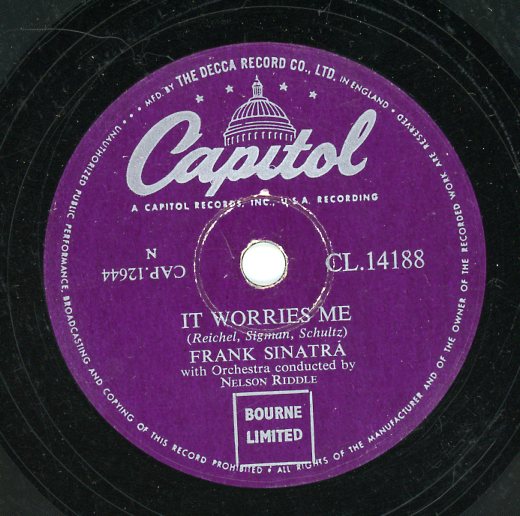 MFD. BY THE DECCA RECORD CO., LTD. IN ENGLAND • ALL RIGHTS OF THE MANUFACTURER AND OF THE OWNER OF THE RECORDED WORK ARE RESERVED
UNAUTHORIZED PUBLIC PERFORMANCE, BROADCASTING AND COPYING OF THIS RECORD PROHIBITED
Capitol
A CAPITOL RECORDS, INC., U.S.A. RECORDING
CAP.12644
N
CL.14188
IT WORRIES ME
(Reichel, Sigman, Schultz)
FRANK SINATRA
with Orchestra conducted by
NELSON RIDDLE
BOURNE
LIMITED